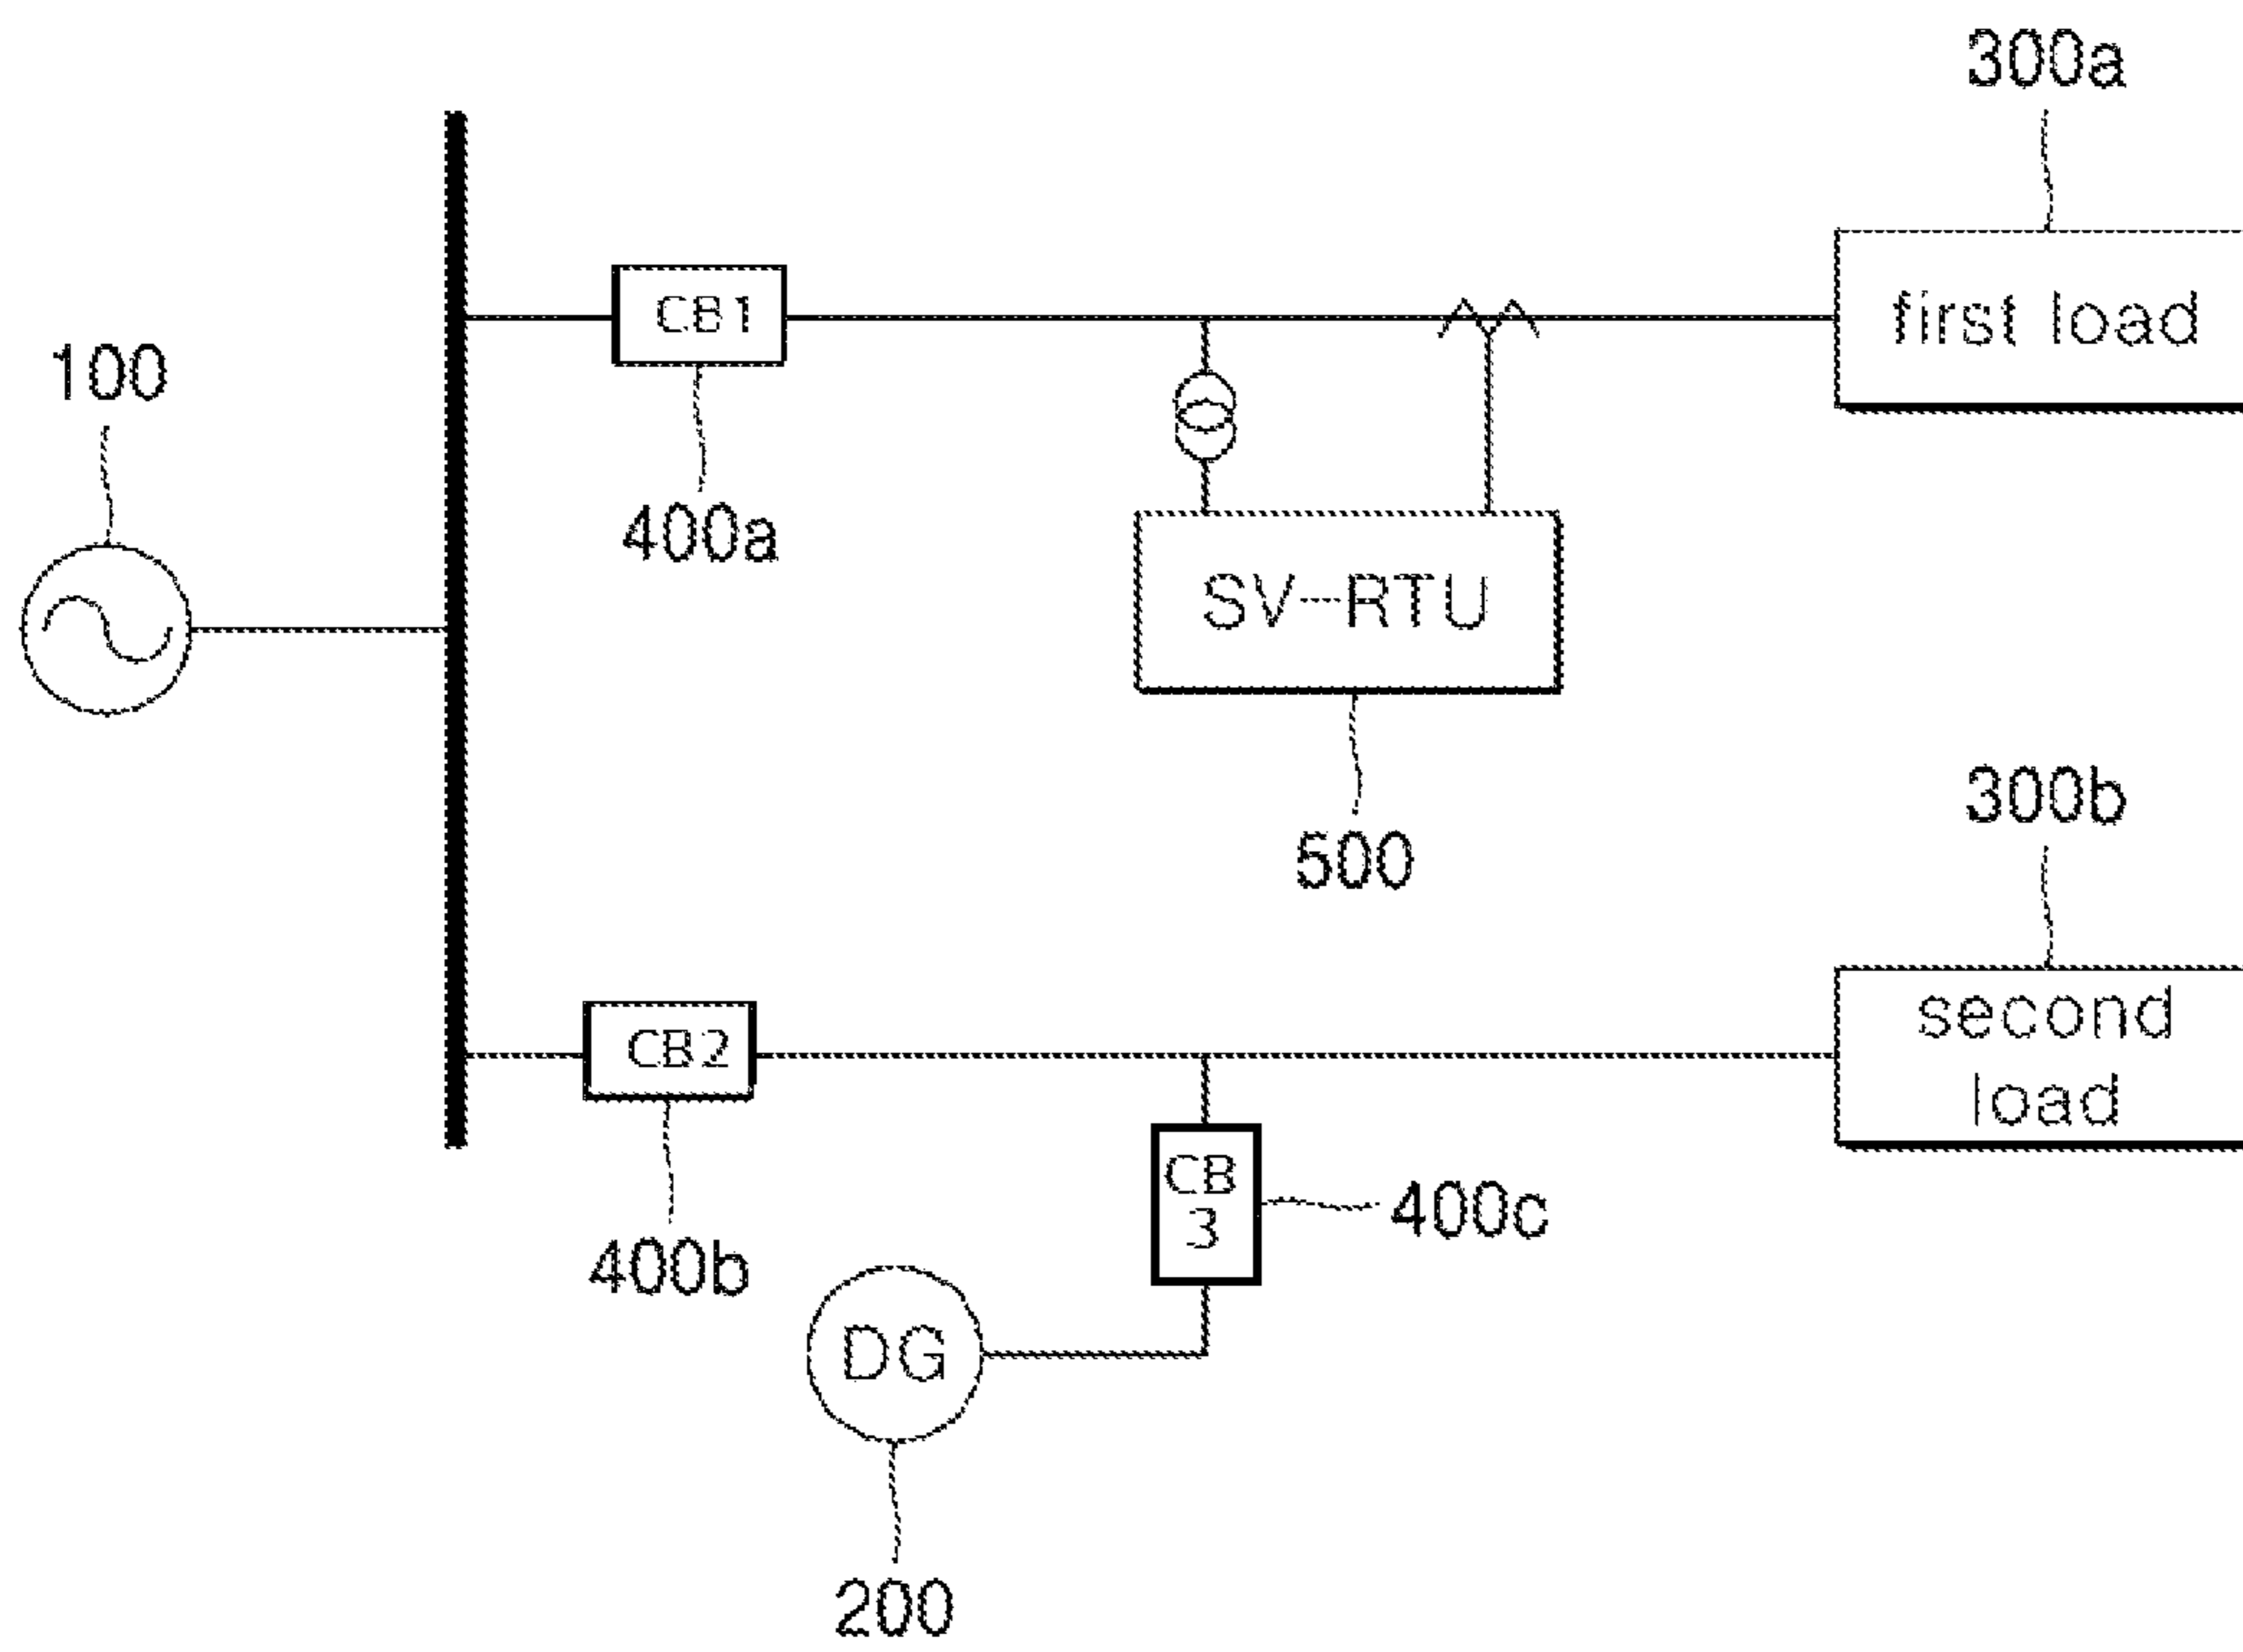 300a
CB1
first load
100
400a
SV-RTU
500
300b
CB2
second
load
CB
3
400c
400b
DG
200